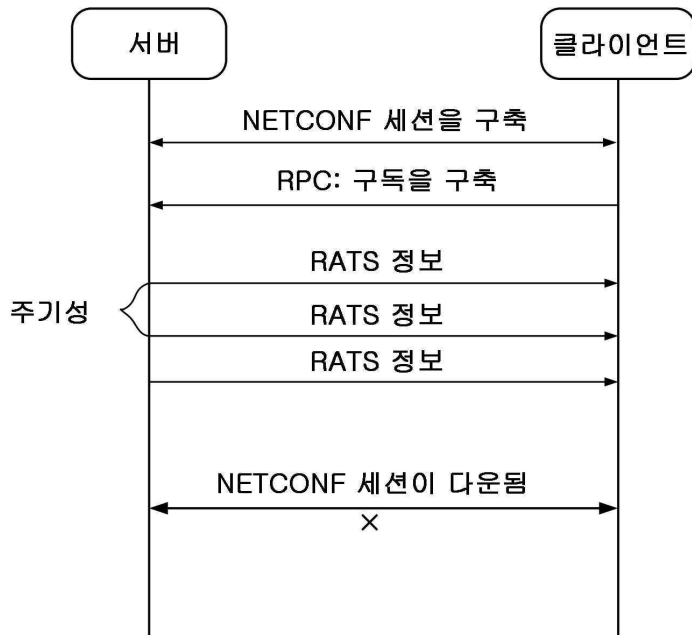 서버
클라이언트
NETCONF 세션을 구축
RPC: 구독을 구축
RATS 정보
주기성
RATS 정보
RATS 정보
NETCONF 세션이 다운됨